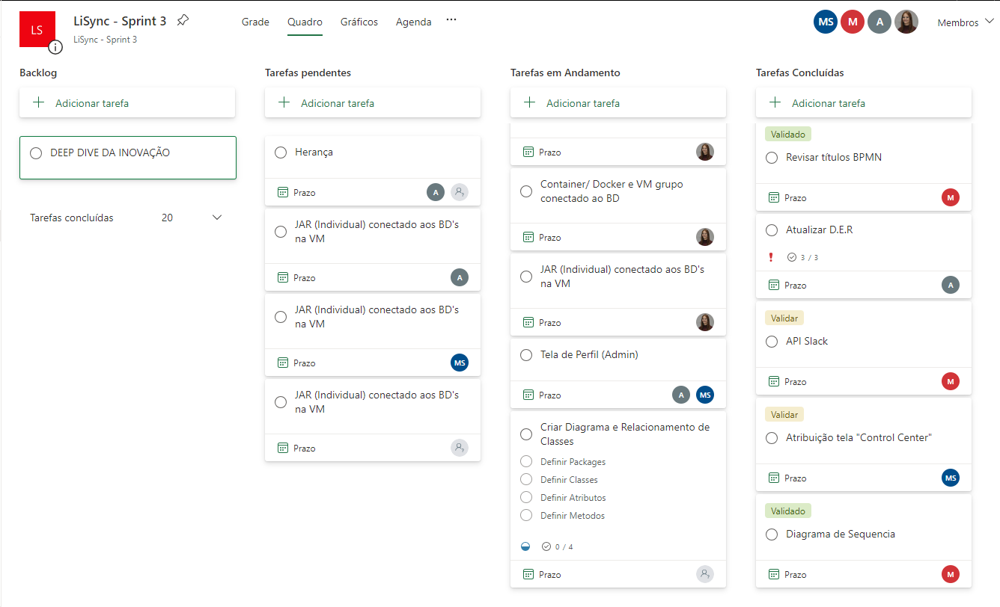 LS
LiSync - Sprint 3
LiSync - Sprint 3
Grade
Quadro
Gráficos
Agenda
MS
M
A
Membros
Backlog
Adicionar tarefa
DEEP DIVE DA INOVAÇÃO
Tarefas concluídas 20
Tarefas pendentes
Adicionar tarefa
Herança
Prazo
A
JAR (Individual) conectado aos BD's
na VM
Prazo
A
JAR (Individual) conectado aos BD's
na VM
Prazo
MS
JAR (Individual) conectado aos BD's
na VM
Prazo
Tarefas em Andamento
Adicionar tarefa
Prazo
Container/ Docker e VM grupo
conectado ao BD
Prazo
JAR (Individual) conectado aos BD's
na VM
Prazo
Tela de Perfil (Admin)
Prazo
A
MS
Criar Diagrama e Relacionamento de
Classes
Definir Packages
Definir Classes
Definir Atributos
Definir Metodos
0 / 4
Prazo
Tarefas Concluídas
Adicionar tarefa
Validado
Revisar títulos BPMN
Prazo
M
Atualizar D.E.R
3 / 3
Prazo
A
Validar
API Slack
Prazo
M
Validar
Atribuição tela "Control Center"
Prazo
MS
Validado
Diagrama de Sequencia
Prazo
M